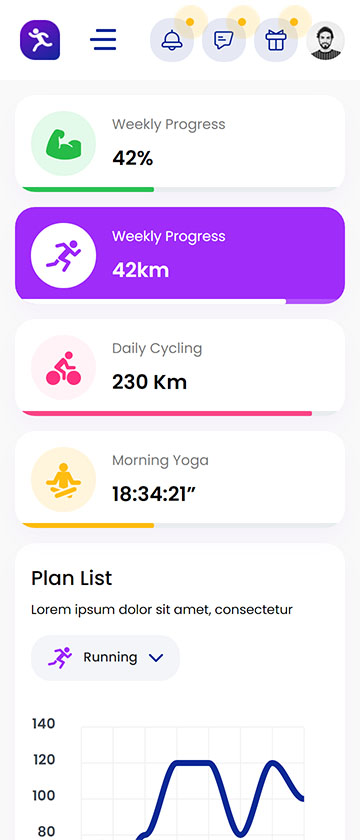 Weekly Progress
42%
Weekly Progress
42km
Daily Cycling
230 Km
Morning Yoga
18:34:21”
Plan List
Lorem ipsum dolor sit amet, consectetur
Running
140
120
100
80